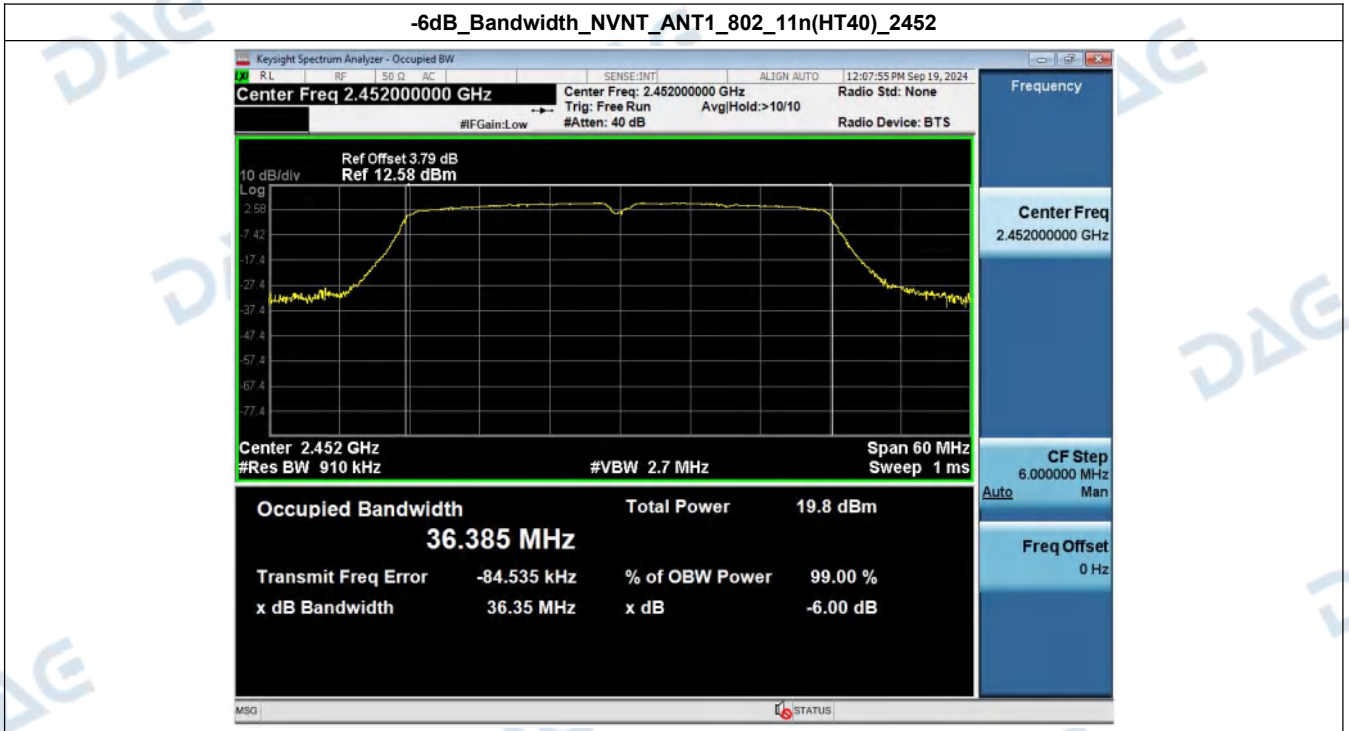 -6dB_Bandwidth_NVNT_ANT1_802_11n(HT40)_2452
Keysight Spectrum Analyzer - Occupied BW
LXI RL RF 50 Ω AC SENSE:INT ALIGN AUTO 12:07:55 PM Sep 19, 2024
Center Freq 2.452000000 GHz Center Freq: 2.452000000 GHz Radio Std: None
Trig: Free Run Avg|Hold:>10/10
#IFGain:Low #Atten: 40 dB Radio Device: BTS
Ref Offset 3.79 dB
10 dB/div Ref 12.58 dBm
Log
2.58
-7.42
-17.4
-27.4
-37.4
-47.4
-57.4
-67.4
-77.4
Center 2.452 GHz Span 60 MHz
#Res BW 910 kHz #VBW 2.7 MHz Sweep 1 ms
Occupied Bandwidth Total Power 19.8 dBm
36.385 MHz
Transmit Freq Error -84.535 kHz % of OBW Power 99.00 %
x dB Bandwidth 36.35 MHz x dB -6.00 dB
MSG STATUS
Frequency
Center Freq
2.452000000 GHz
CF Step
6.000000 MHz
Auto Man
Freq Offset
0 Hz
DAG
DAG
DAG